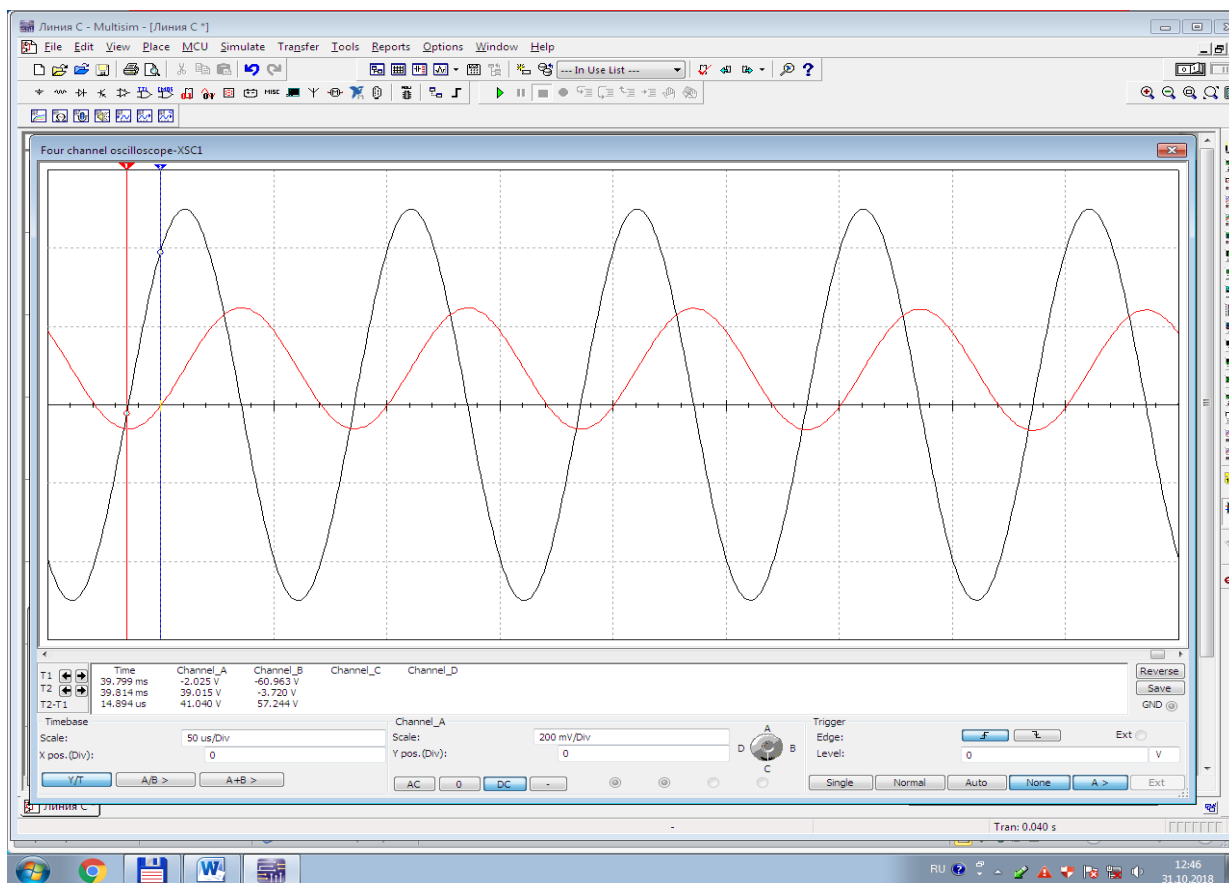 Линия C - Multisim - [Линия C *]
File Edit View Place MCU Simulate Transfer Tools Reports Options Window Help
--- In Use List ---
MISC
Four channel oscilloscope-XSC1
Time Channel_A Channel_B Channel_C Channel_D
T1 39.799 ms -2.025 V -60.963 V
T2 39.814 ms 39.015 V -3.720 V
T2-T1 14.894 us 41.040 V 57.244 V
Reverse
Save
GND
Timebase Channel_A Trigger
Scale: 50 us/Div Scale: 200 mV/Div Edge: Ext
X pos.(Div): 0 Y pos.(Div): 0 Level: 0 V
A
D B
C
Y/T A/B > A+B > AC 0 DC - Single Normal Auto None A > Ext
Линия C *
- Tran: 0.040 s
RU 12:46
31.10.2018